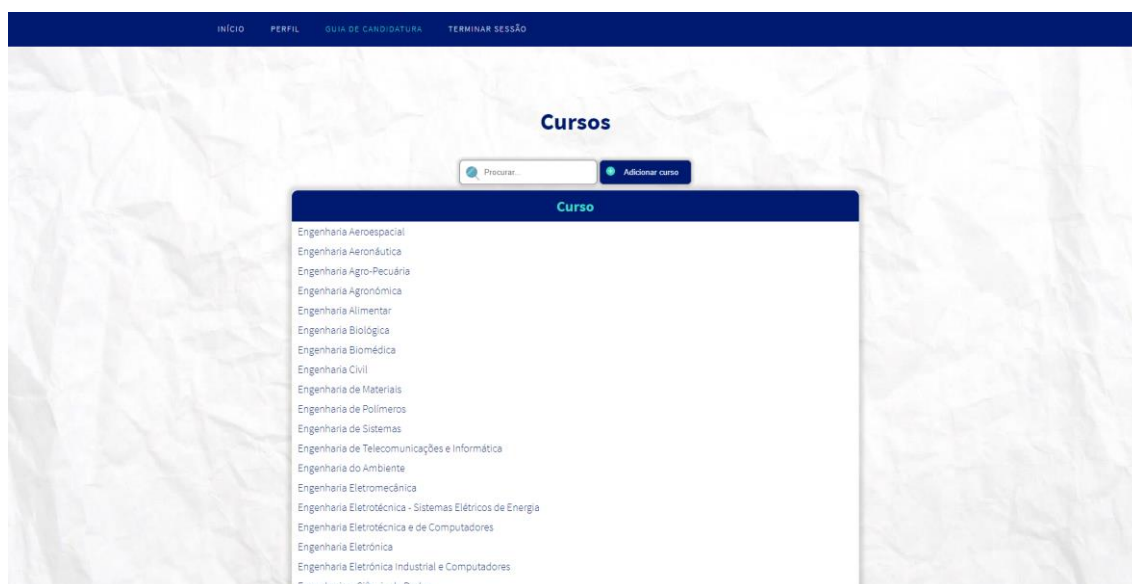 INÍCIO PERFIL GUIA DE CANDIDATURA TERMINAR SESSÃO
Cursos
Procurar... Adicionar curso
Curso
Engenharia Aeroespacial
Engenharia Aeronáutica
Engenharia Agro-Pecuária
Engenharia Agronómica
Engenharia Alimentar
Engenharia Biológica
Engenharia Biomédica
Engenharia Civil
Engenharia de Materiais
Engenharia de Polímeros
Engenharia de Sistemas
Engenharia de Telecomunicações e Informática
Engenharia do Ambiente
Engenharia Eletromecânica
Engenharia Eletrotécnica - Sistemas Elétricos de Energia
Engenharia Eletrotécnica e de Computadores
Engenharia Eletrónica
Engenharia Eletrónica Industrial e Computadores